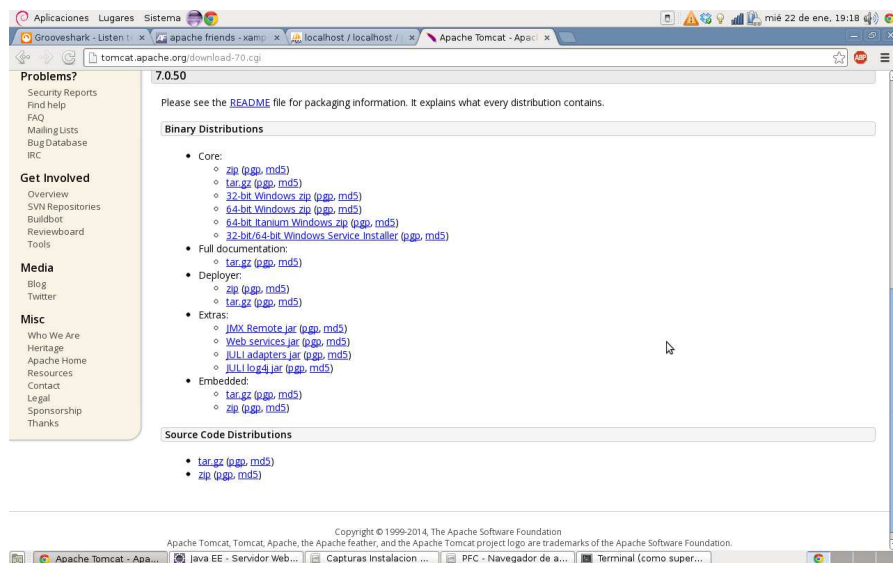 Aplicaciones Lugares Sistema mié 22 de ene, 19:18
Grooveshark - Listen t × apache friends - xamp × localhost / localhost / × Apache Tomcat - Apac ×
tomcat.apache.org/download-70.cgi
Problems?
Security Reports
Find help
FAQ
Mailing Lists
Bug Database
IRC
Get Involved
Overview
SVN Repositories
Buildbot
Reviewboard
Tools
Media
Blog
Twitter
Misc
Who We Are
Heritage
Apache Home
Resources
Contact
Legal
Sponsorship
Thanks
7.0.50
Please see the README file for packaging information. It explains what every distribution contains.
Binary Distributions
Core:
zip (pgp, md5)
tar.gz (pgp, md5)
32-bit Windows zip (pgp, md5)
64-bit Windows zip (pgp, md5)
64-bit Itanium Windows zip (pgp, md5)
32-bit/64-bit Windows Service Installer (pgp, md5)
Full documentation:
tar.gz (pgp, md5)
Deployer:
zip (pgp, md5)
tar.gz (pgp, md5)
Extras:
JMX Remote jar (pgp, md5)
Web services jar (pgp, md5)
JULI adapters jar (pgp, md5)
JULI log4j jar (pgp, md5)
Embedded:
tar.gz (pgp, md5)
zip (pgp, md5)
Source Code Distributions
tar.gz (pgp, md5)
zip (pgp, md5)
Copyright © 1999-2014, The Apache Software Foundation
Apache Tomcat, Tomcat, Apache, the Apache feather, and the Apache Tomcat project logo are trademarks of the Apache Software Foundation.
Apache Tomcat - Apa... Java EE - Servidor Web... Capturas Instalacion ... PFC - Navegador de a... Terminal (como super...